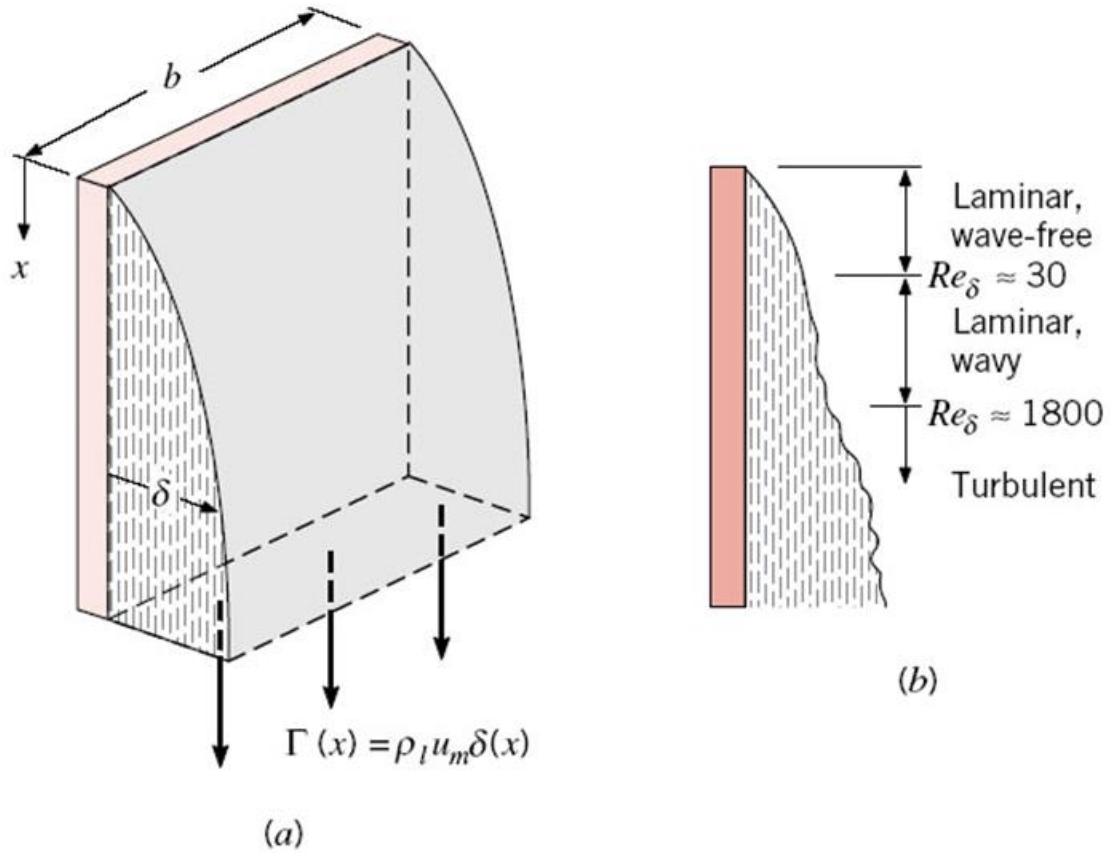 b
x
δ
Γ (x) = ρ_l u_m δ(x)
(a)
Laminar,
wave-free
Re_δ ≈ 30
Laminar,
wavy
Re_δ ≈ 1800
Turbulent
(b)